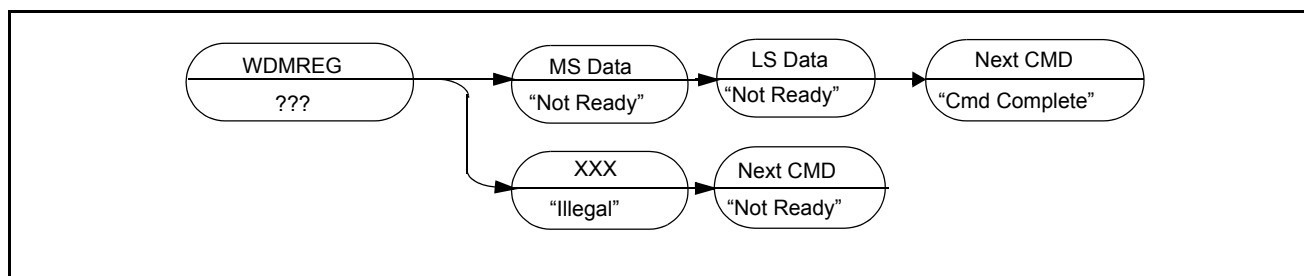 WDMREG
???
MS Data
“Not Ready”
LS Data
“Not Ready”
Next CMD
“Cmd Complete”
XXX
“Illegal”
Next CMD
“Not Ready”